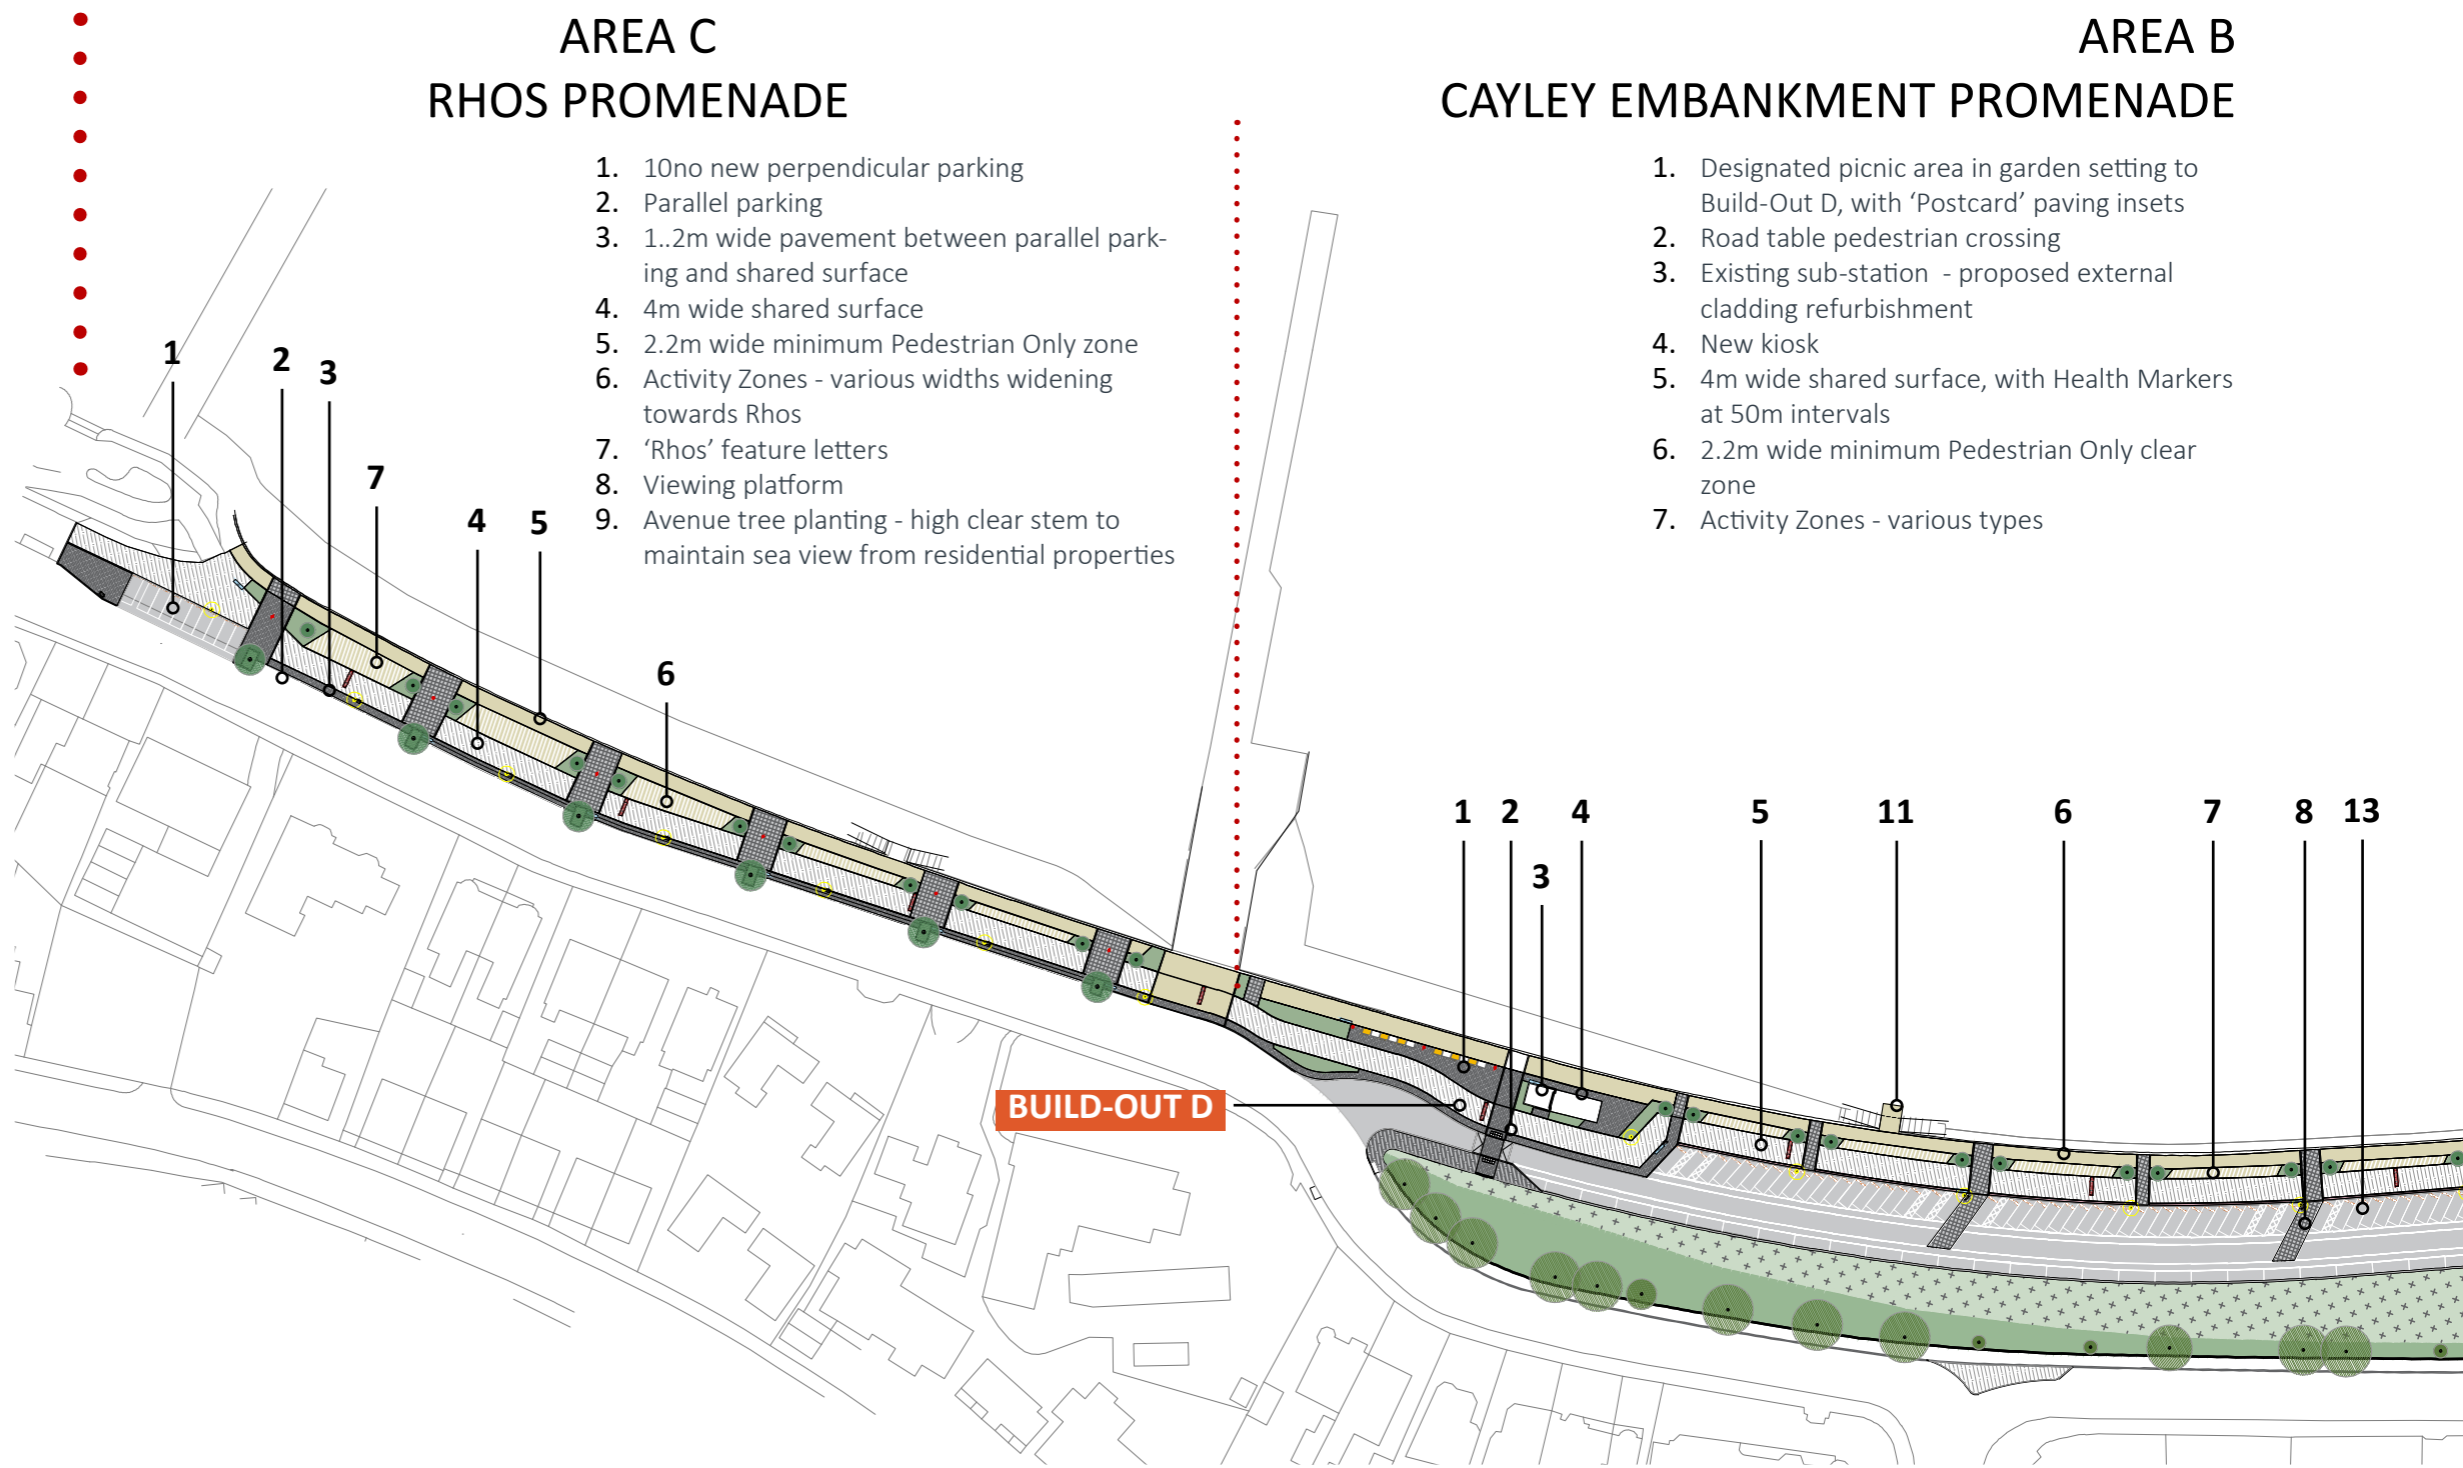 AREA C
RHOS PROMENADE
1. 10no new perpendicular parking
2. Parallel parking
3. 1..2m wide pavement between parallel park-
ing and shared surface
4. 4m wide shared surface
5. 2.2m wide minimum Pedestrian Only zone
6. Activity Zones - various widths widening
towards Rhos
7. ‘Rhos’ feature letters
8. Viewing platform
9. Avenue tree planting - high clear stem to
maintain sea view from residential properties
AREA B
CAYLEY EMBANKMENT PROMENADE
1. Designated picnic area in garden setting to
Build-Out D, with ‘Postcard’ paving insets
2. Road table pedestrian crossing
3. Existing sub-station - proposed external
cladding refurbishment
4. New kiosk
5. 4m wide shared surface, with Health Markers
at 50m intervals
6. 2.2m wide minimum Pedestrian Only clear
zone
7. Activity Zones - various types
1
2
3
7
4
5
6
1
2
4
5
11
6
7
8
13
3
BUILD-OUT D